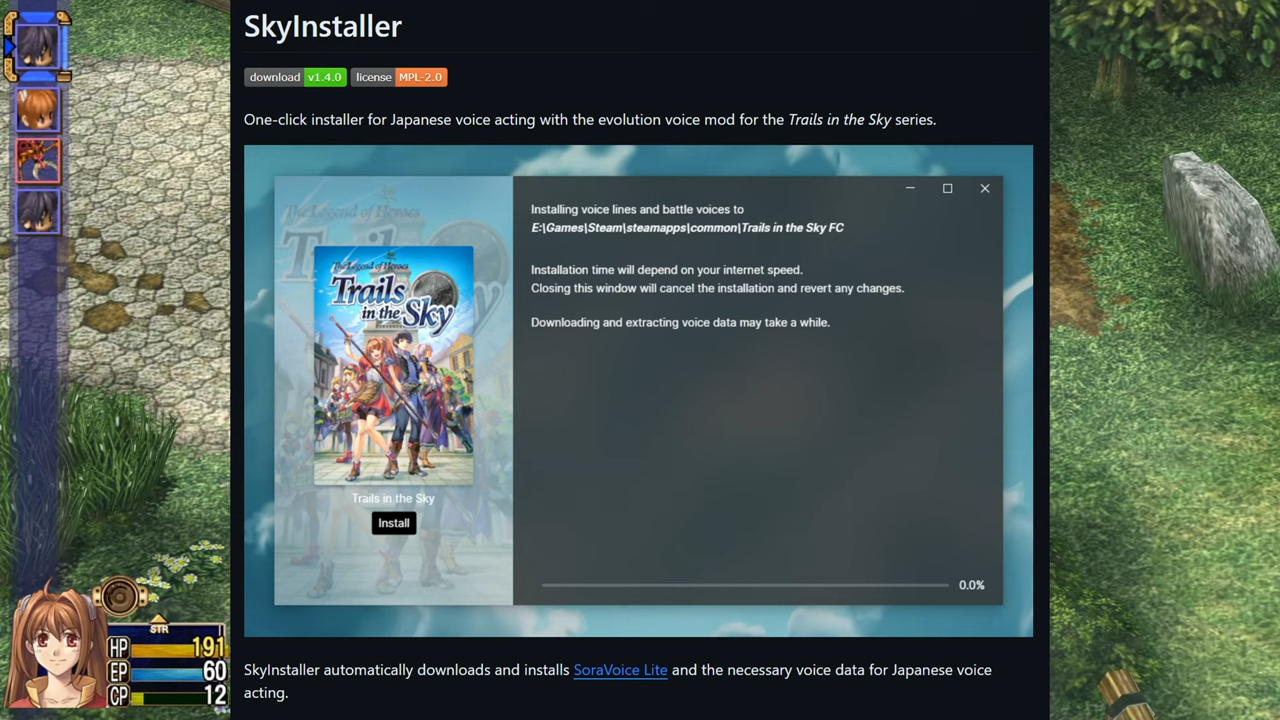 SkyInstaller
download v1.4.0 license MPL-2.0
One-click installer for Japanese voice acting with the evolution voice mod for the Trails in the Sky series.
The Legend of Heroes
Trails
in the Sky
Trails in the Sky
Install
Installing voice lines and battle voices to
E:\Games\Steam\steamapps\common\Trails in the Sky FC
Installation time will depend on your internet speed.
Closing this window will cancel the installation and revert any changes.
Downloading and extracting voice data may take a while.
0.0%
SkyInstaller automatically downloads and installs SoraVoice Lite and the necessary voice data for Japanese voice
acting.
STR
HP 191
EP 60
CP 12